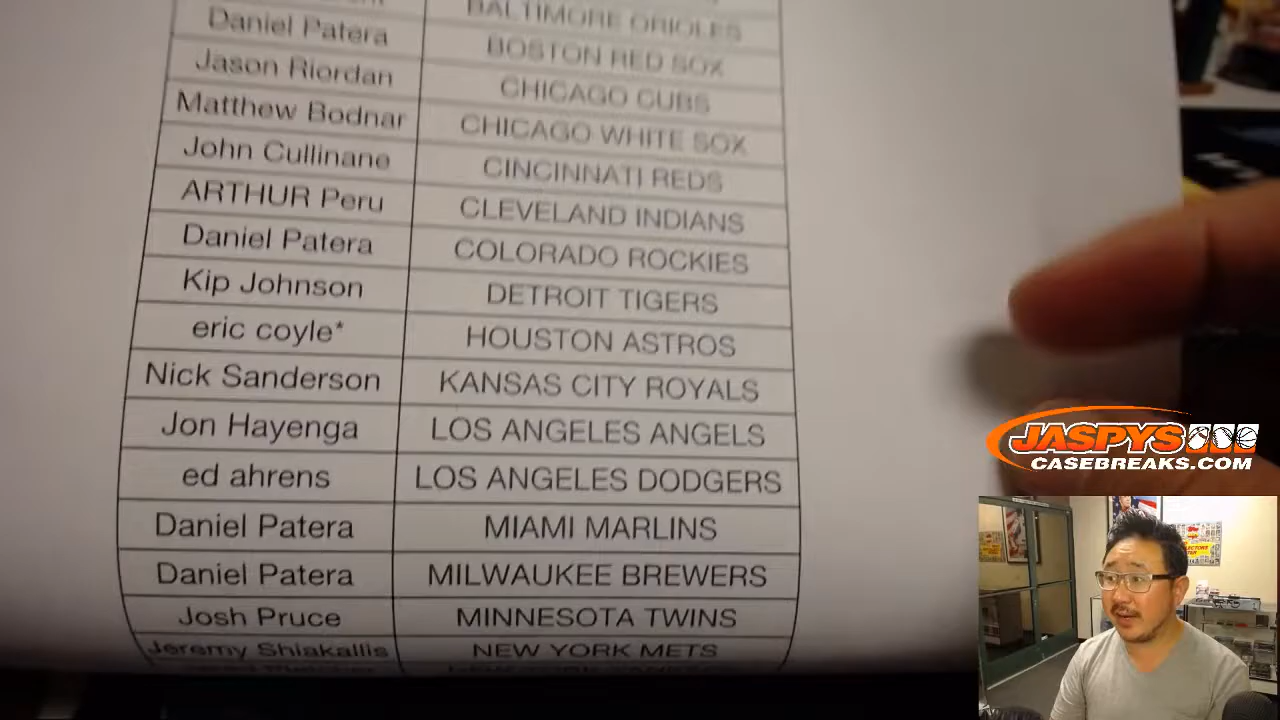 BALTIMORE ORIOLES
Daniel Patera BOSTON RED SOX
Jason Riordan CHICAGO CUBS
Matthew Bodnar CHICAGO WHITE SOX
John Cullinane CINCINNATI REDS
ARTHUR Peru CLEVELAND INDIANS
Daniel Patera COLORADO ROCKIES
Kip Johnson DETROIT TIGERS
eric coyle* HOUSTON ASTROS
Nick Sanderson KANSAS CITY ROYALS
Jon Hayenga LOS ANGELES ANGELS
ed ahrens LOS ANGELES DODGERS
Daniel Patera MIAMI MARLINS
Daniel Patera MILWAUKEE BREWERS
Josh Pruce MINNESOTA TWINS
Jeremy Shiakallis NEW YORK METS
JASPYS
CASEBREAKS.COM